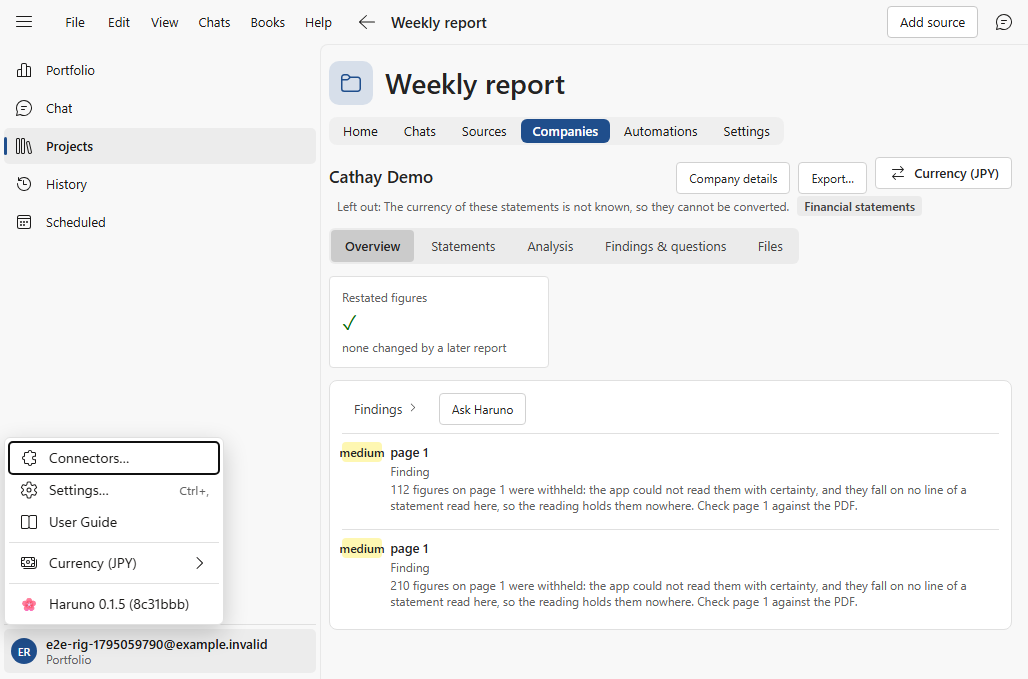 File Edit View Chats Books Help Weekly report Add source
Portfolio
Chat
Projects
History
Scheduled
Weekly report
Home Chats Sources Companies Automations Settings
Cathay Demo
Company details Export... Currency (JPY)
Left out: The currency of these statements is not known, so they cannot be converted. Financial statements
Overview Statements Analysis Findings & questions Files
Restated figures
none changed by a later report
Findings Ask Haruno
medium page 1
Finding
112 figures on page 1 were withheld: the app could not read them with certainty, and they fall on no line of a
statement read here, so the reading holds them nowhere. Check page 1 against the PDF.
medium page 1
Finding
210 figures on page 1 were withheld: the app could not read them with certainty, and they fall on no line of a
statement read here, so the reading holds them nowhere. Check page 1 against the PDF.
Connectors...
Settings... Ctrl+,
User Guide
Currency (JPY)
Haruno 0.1.5 (8c31bbb)
ER e2e-rig-1795059790@example.invalid
Portfolio